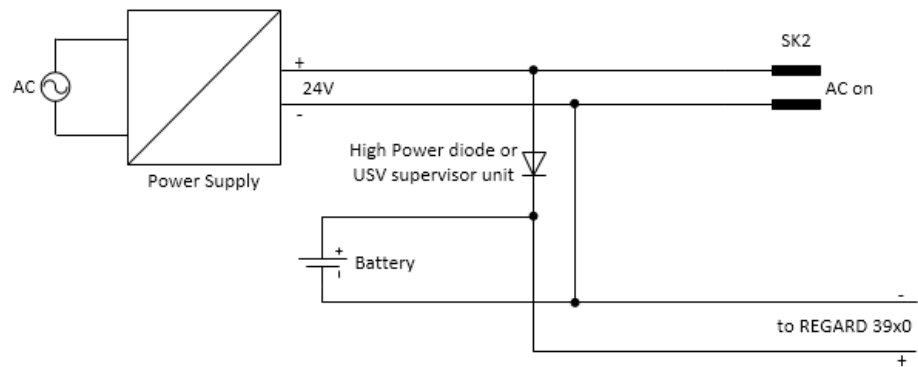 SK2
+
AC
24V
AC on
-
High Power diode or
USV supervisor unit
Power Supply
+
Battery
-
-
to REGARD 39x0
+